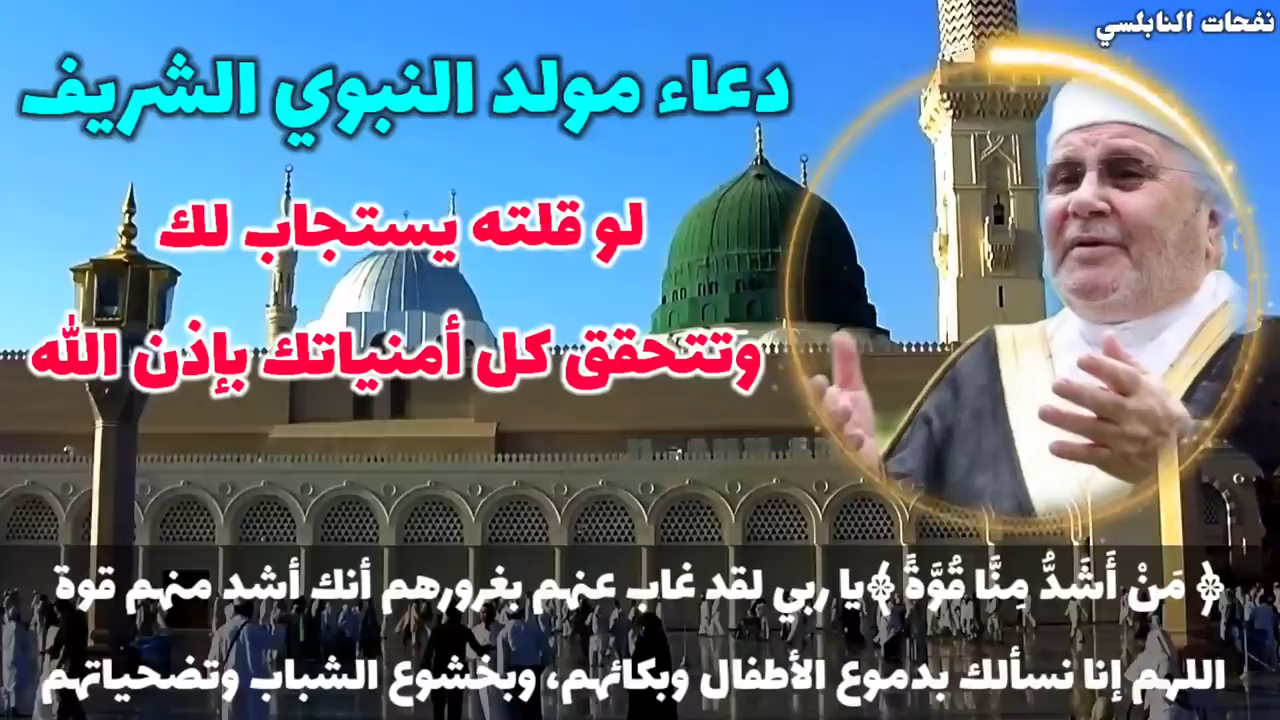 نفحات النابلسي
دعاء مولد النبوي الشريف
لو قلته يستجاب لك
وتتحقق كل أمنياتك بإذن الله
﴿ مَنْ أَشَدُّ مِنَّا قُوَّةً ﴾يا ربي لقد غاب عنهم بغرورهم أنك أشد منهم قوة
اللهم إنا نسألك بدموع الأطفال وبكائهم، وبخشوع الشباب وتضحياتهم